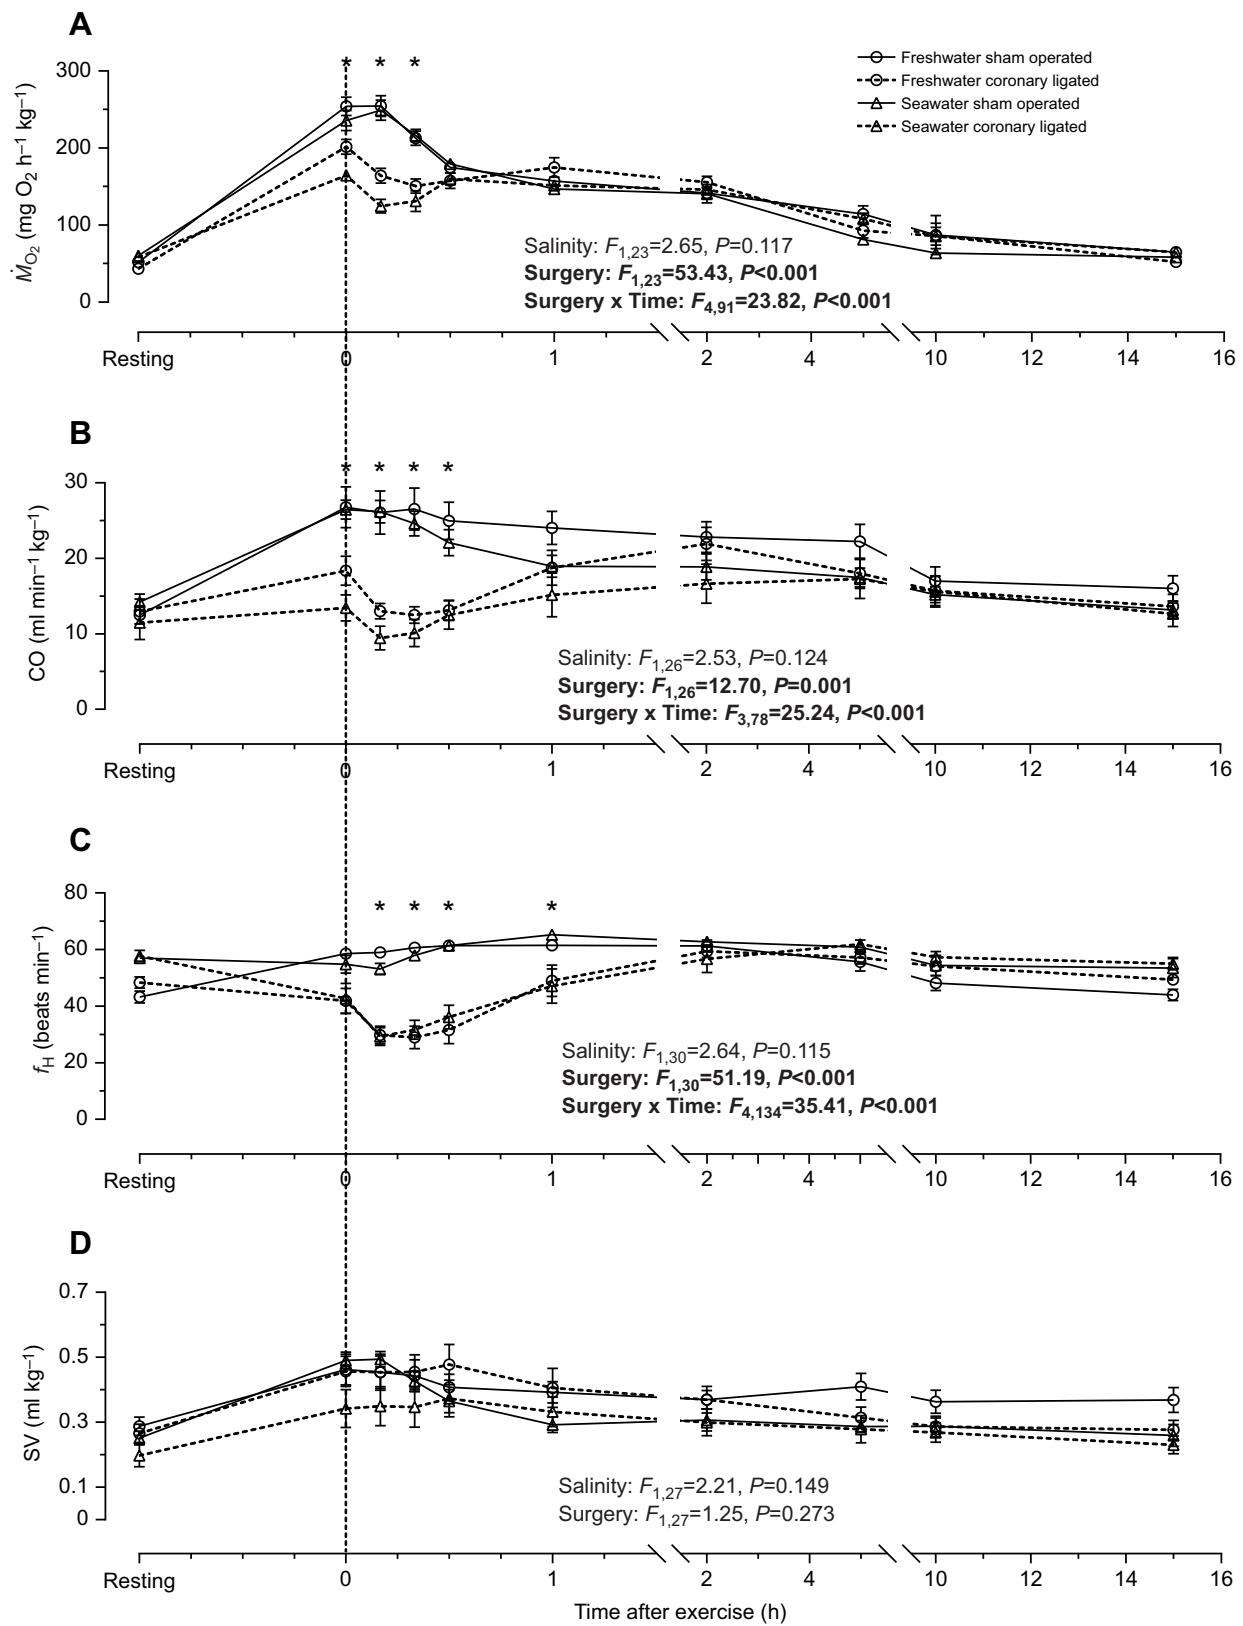 A
* * *
Freshwater sham operated
Freshwater coronary ligated
Seawater sham operated
Seawater coronary ligated
300
200
100
0
ṀO₂ (mg O₂ h⁻¹ kg⁻¹)
Salinity: F₁,₂₃=2.65, P=0.117
Surgery: F₁,₂₃=53.43, P<0.001
Surgery x Time: F₄,₉₁=23.82, P<0.001
Resting 0 1 2 4 10 12 14 16
B
* * * *
30
20
10
0
CO (ml min⁻¹ kg⁻¹)
Salinity: F₁,₂₆=2.53, P=0.124
Surgery: F₁,₂₆=12.70, P=0.001
Surgery x Time: F₃,₇₈=25.24, P<0.001
Resting 0 1 2 4 10 12 14 16
C
* * * *
80
60
40
20
0
fH (beats min⁻¹)
Salinity: F₁,₃₀=2.64, P=0.115
Surgery: F₁,₃₀=51.19, P<0.001
Surgery x Time: F₄,₁₃₄=35.41, P<0.001
Resting 0 1 2 4 10 12 14 16
D
0.7
0.5
0.3
0.1
0
SV (ml kg⁻¹)
Salinity: F₁,₂₇=2.21, P=0.149
Surgery: F₁,₂₇=1.25, P=0.273
Resting 0 1 2 4 10 12 14 16
Time after exercise (h)